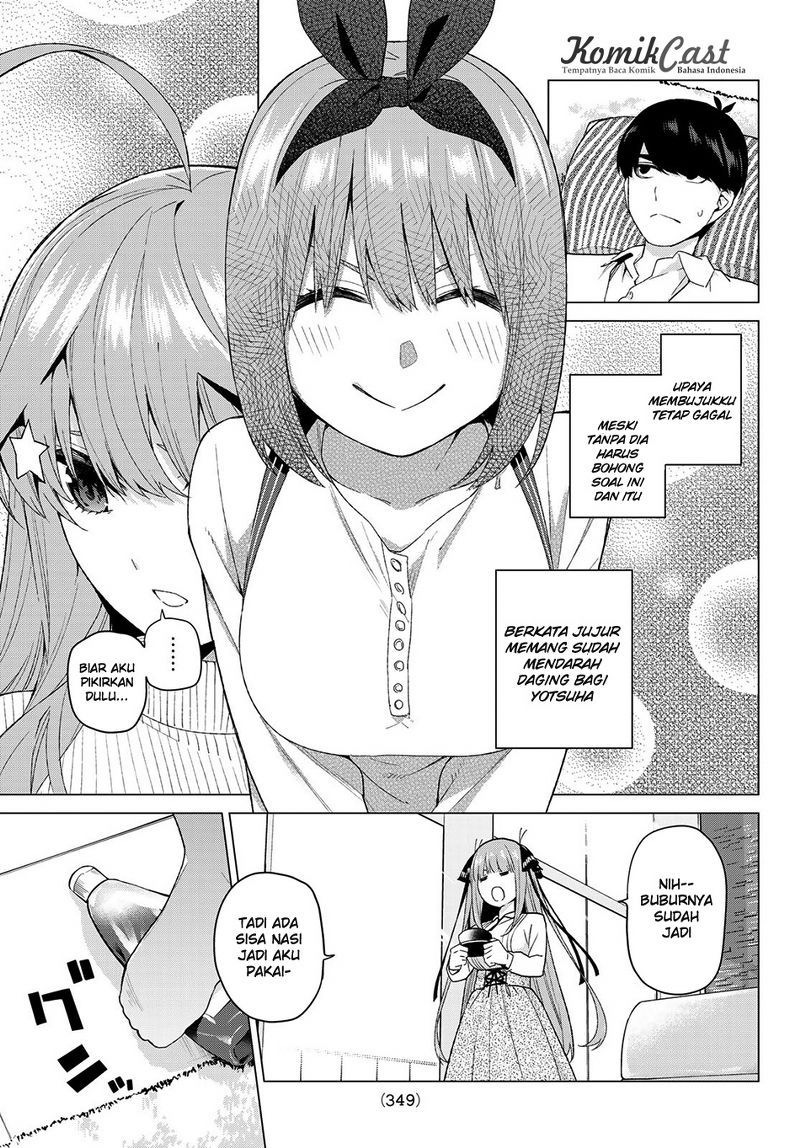 KomikCast
Tempatnya Baca Komik Bahasa Indonesia
UPAYA
MEMBUJUKKU
TETAP GAGAL
MESKI
TANPA DIA
HARUS
BOHONG
SOAL INI
DAN ITU
BERKATA JUJUR
MEMANG SUDAH
MENDARAH
DAGING BAGI
YOTSUHA
......
BIAR AKU
PIKIRKAN
DULU...
NIH--
BUBURNYA
SUDAH
JADI
TADI ADA
SISA NASI
JADI AKU
PAKAI-
グンッ
(349)